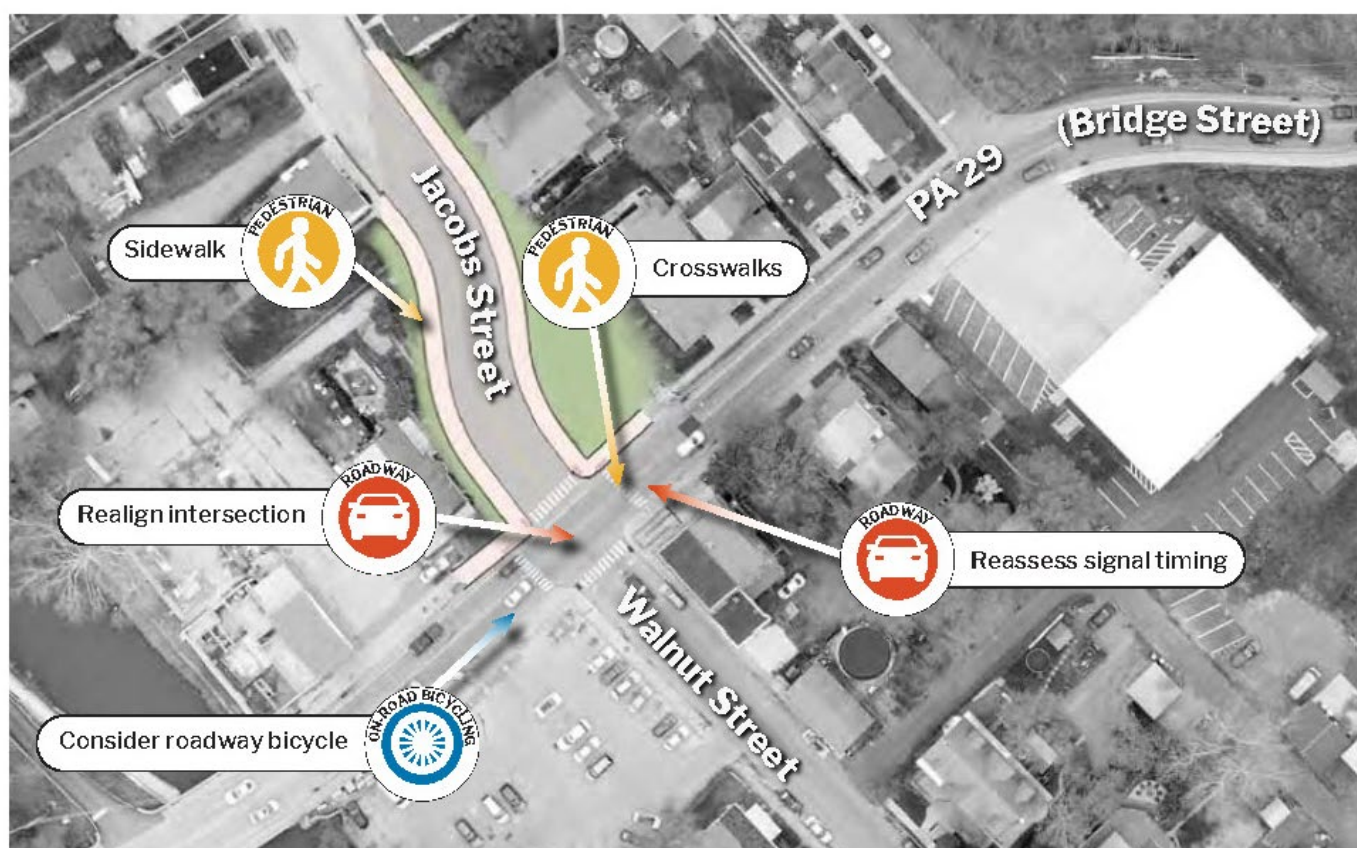 (Bridge Street)
PA 29
Jacobs Street
PEDESTRIAN
Sidewalk
PEDESTRIAN
Crosswalks
ROADWAY
Realign intersection
ROADWAY
Reassess signal timing
Walnut Street
ON-ROAD BICYCLING
Consider roadway bicycle